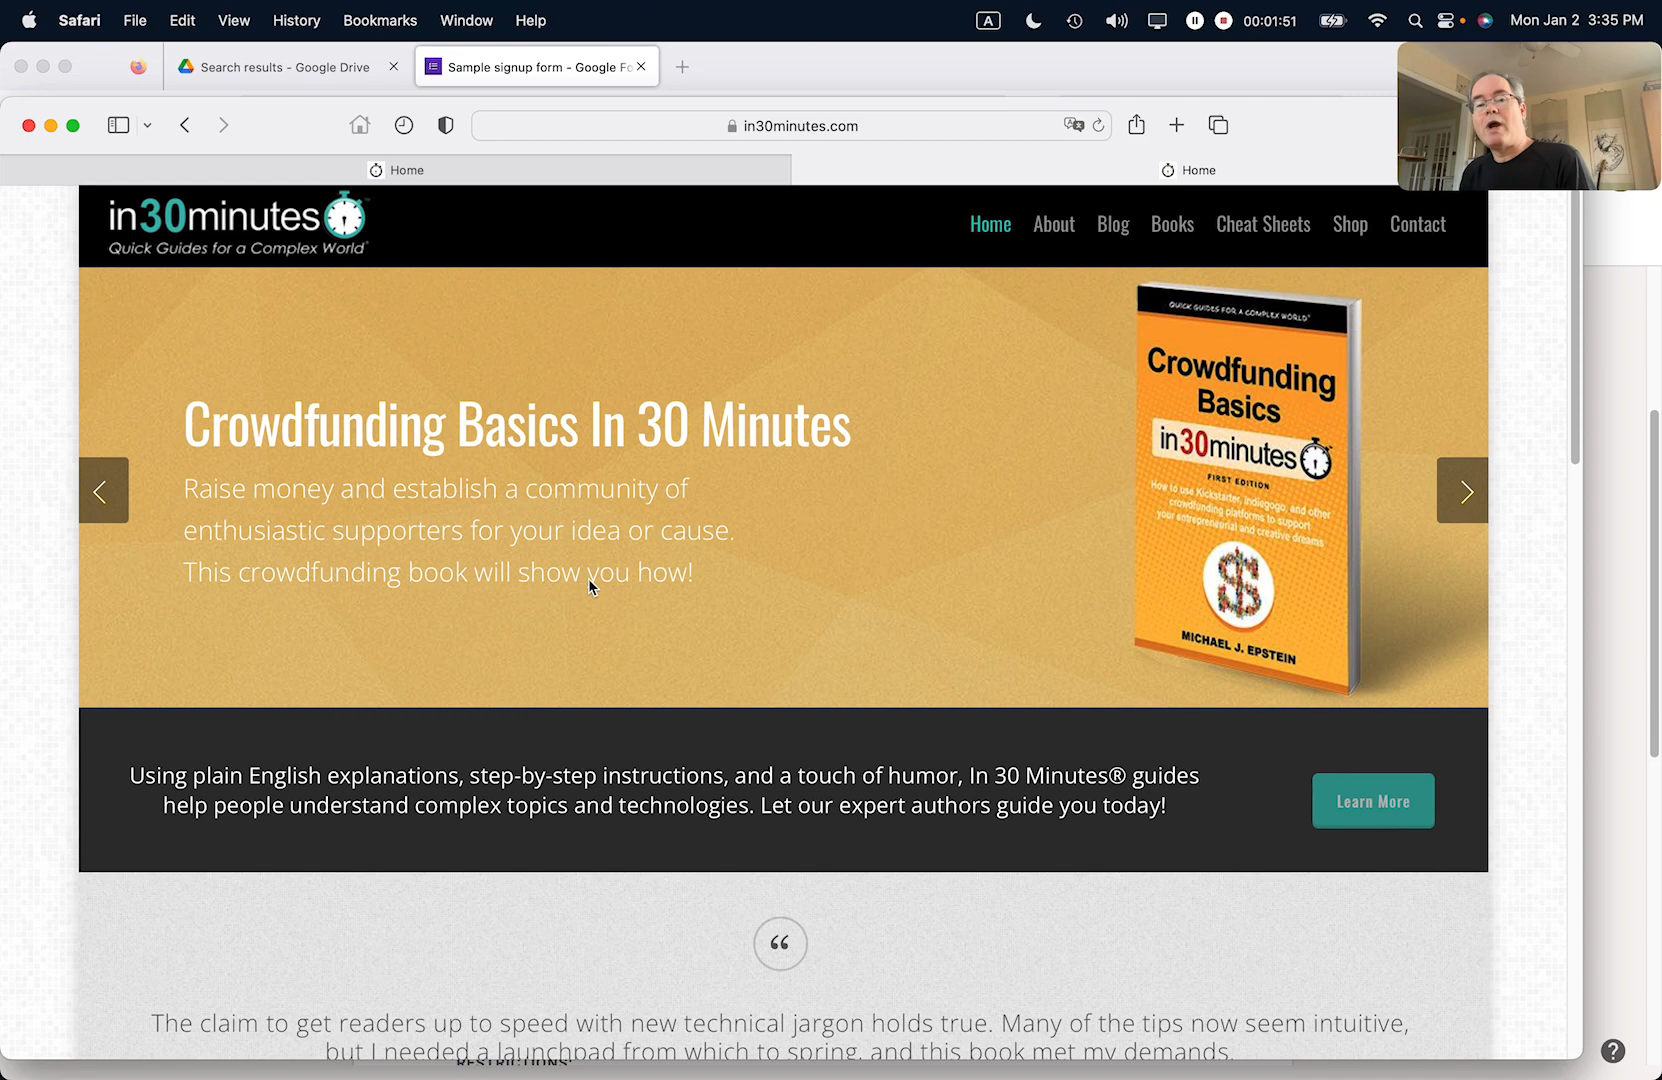 Safari File Edit View History Bookmarks Window Help A 00:01:51 Mon Jan 2 3:35 PM
Search results - Google Drive Sample signup form - Google Fo
in30minutes.com
Home Home
in30minutes
Quick Guides for a Complex World
Home About Blog Books Cheat Sheets Shop Contact
Crowdfunding Basics In 30 Minutes
Raise money and establish a community of
enthusiastic supporters for your idea or cause.
This crowdfunding book will show you how!
QUICK GUIDES FOR A COMPLEX WORLD
Crowdfunding
Basics
in30minutes
FIRST EDITION
How to use Kickstarter, Indiegogo, and other
crowdfunding platforms to support
your entrepreneurial and creative dreams
MICHAEL J. EPSTEIN
Using plain English explanations, step-by-step instructions, and a touch of humor, In 30 Minutes® guides
help people understand complex topics and technologies. Let our expert authors guide you today!
Learn More
The claim to get readers up to speed with new technical jargon holds true. Many of the tips now seem intuitive,
but I needed a launchpad from which to spring, and this book met my demands.
RESTRICTIONS: